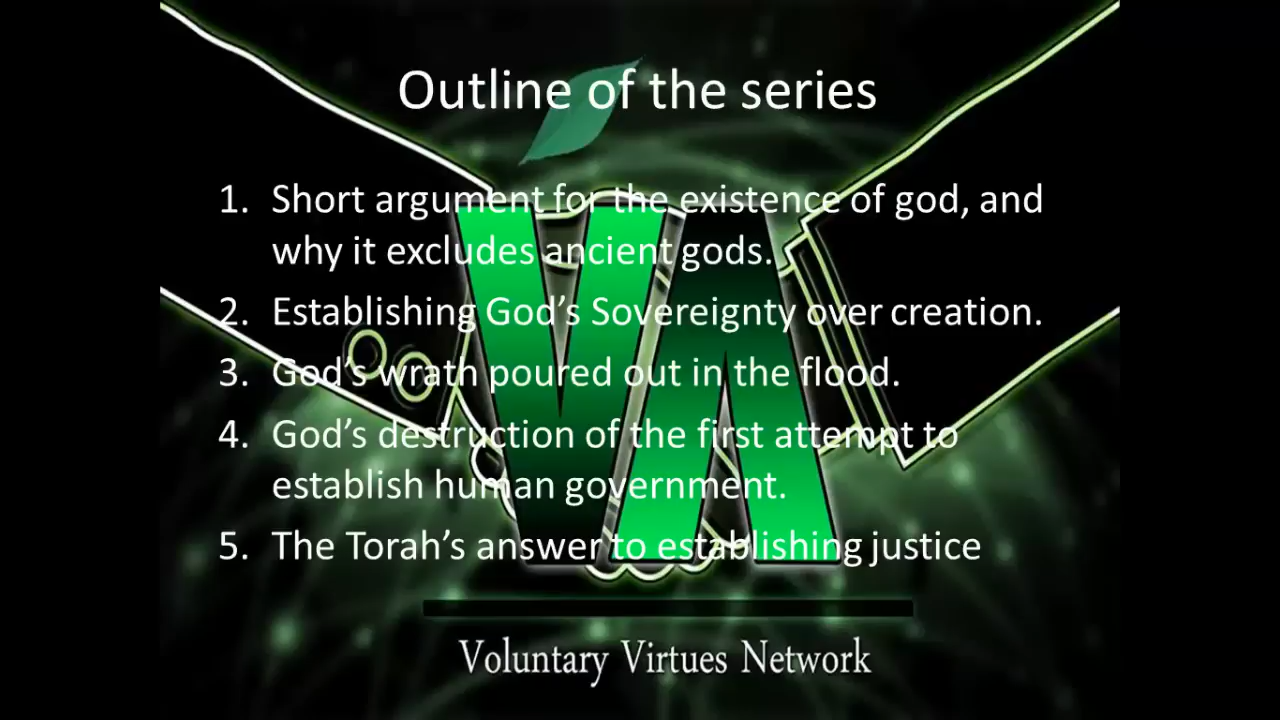 Outline of the series
1. Short argument for the existence of god, and
why it excludes ancient gods.
2. Establishing God's Sovereignty over creation.
3. God's wrath poured out in the flood.
4. God's destruction of the first attempt to
establish human government.
5. The Torah's answer to establishing justice
VA
Voluntary Virtues Network